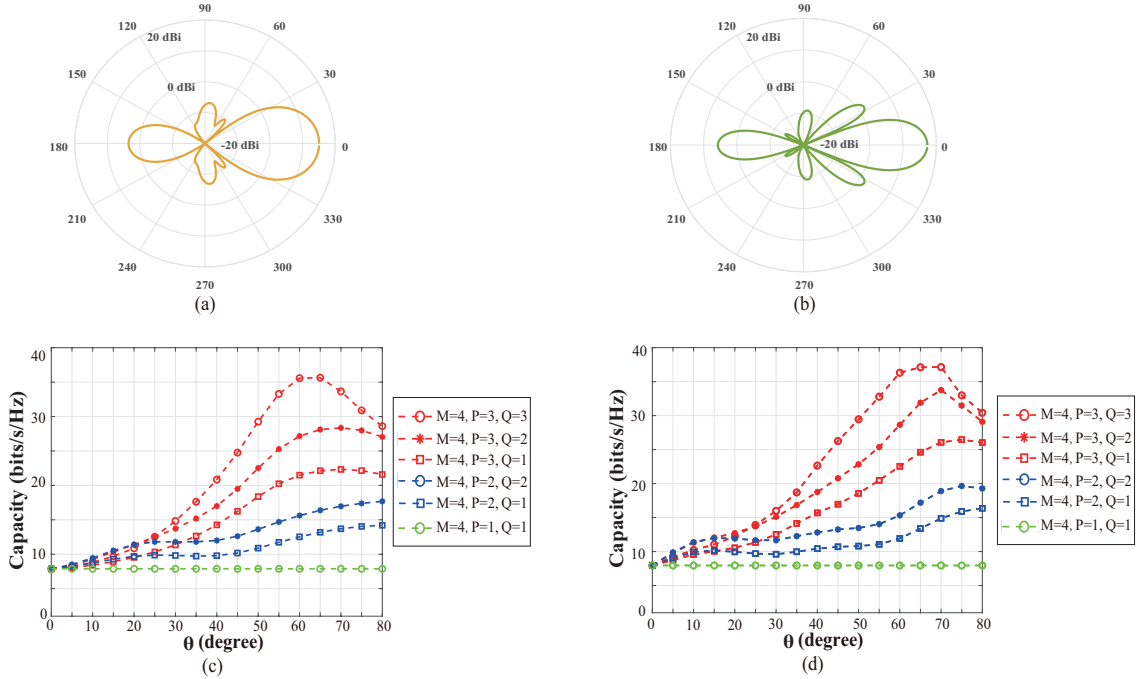 90
120
60
20 dBi
150
30
0 dBi
180
-20 dBi
0
210
330
240
300
270
(a)
90
120
60
20 dBi
150
30
0 dBi
180
-20 dBi
0
210
330
240
300
270
(b)
Capacity (bits/s/Hz)
40
30
20
10
0
0 10 20 30 40 50 60 70 80
θ (degree)
M=4, P=3, Q=3
M=4, P=3, Q=2
M=4, P=3, Q=1
M=4, P=2, Q=2
M=4, P=2, Q=1
M=4, P=1, Q=1
(c)
Capacity (bits/s/Hz)
40
30
20
10
0
0 10 20 30 40 50 60 70 80
θ (degree)
M=4, P=3, Q=3
M=4, P=3, Q=2
M=4, P=3, Q=1
M=4, P=2, Q=2
M=4, P=2, Q=1
M=4, P=1, Q=1
(d)